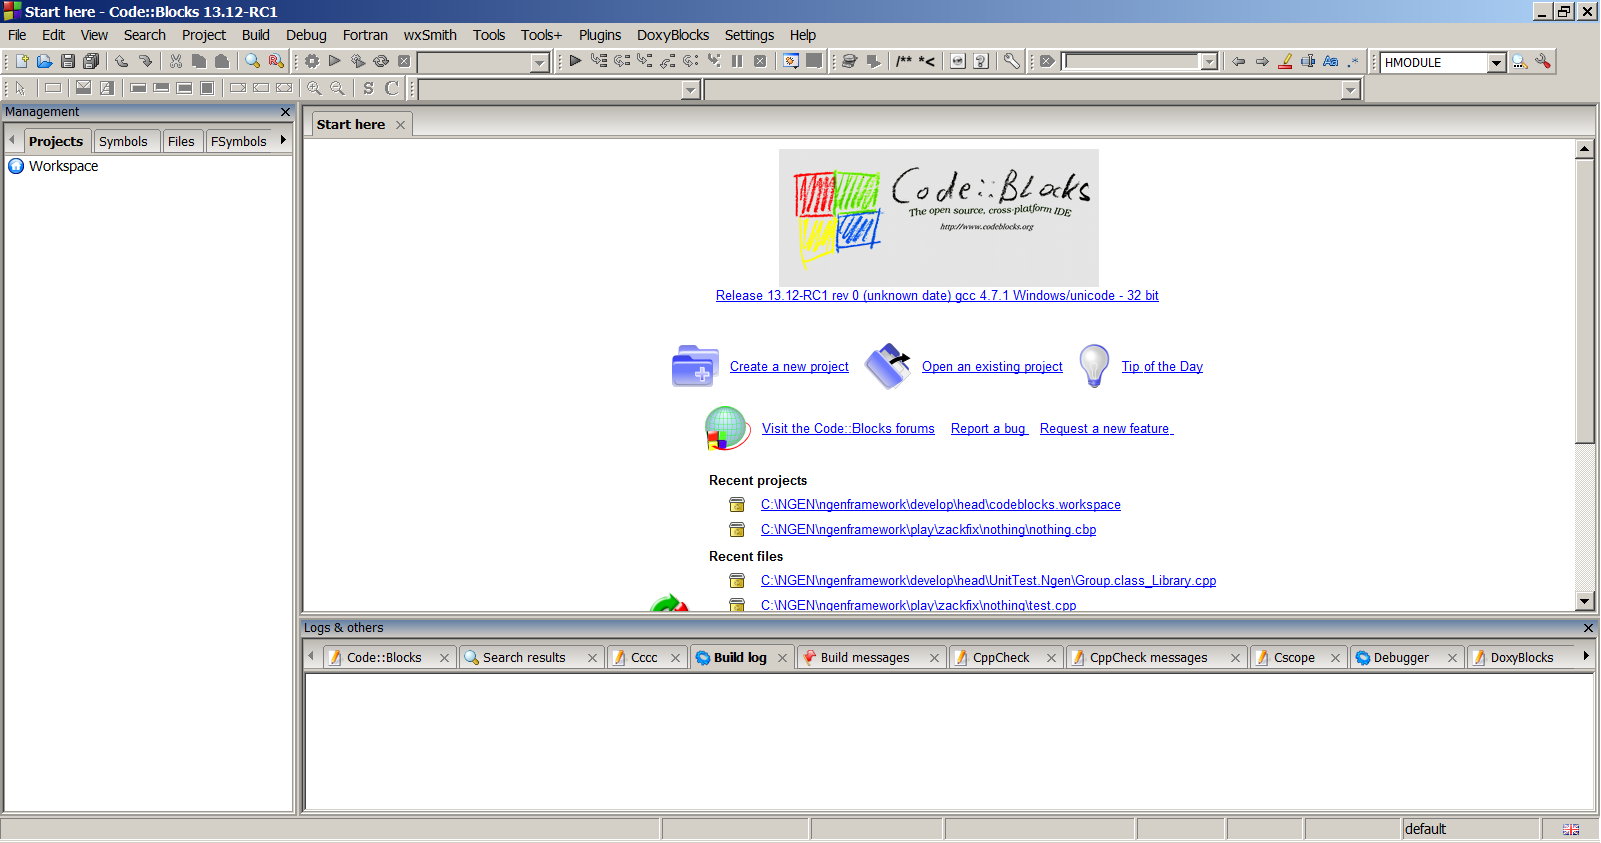 Start here - Code::Blocks 13.12-RC1
File Edit View Search Project Build Debug Fortran wxSmith Tools Tools+ Plugins DoxyBlocks Settings Help
/** *< HMODULE
S C
Management
Projects Symbols Files FSymbols
Workspace
Start here
Code::Blocks
The open source, cross-platform IDE
http://www.codeblocks.org
Release 13.12-RC1 rev 0 (unknown date) gcc 4.7.1 Windows/unicode - 32 bit
Create a new project Open an existing project Tip of the Day
Visit the Code::Blocks forums Report a bug Request a new feature
Recent projects
C:\NGEN\ngenframework\develop\head\codeblocks.workspace
C:\NGEN\ngenframework\play\zackfix\nothing\nothing.cbp
Recent files
C:\NGEN\ngenframework\develop\head\UnitTest.Ngen\Group.class_Library.cpp
C:\NGEN\ngenframework\play\zackfix\nothing\test.cpp
Logs & others
Code::Blocks Search results Cccc Build log Build messages CppCheck CppCheck messages Cscope Debugger DoxyBlocks
default